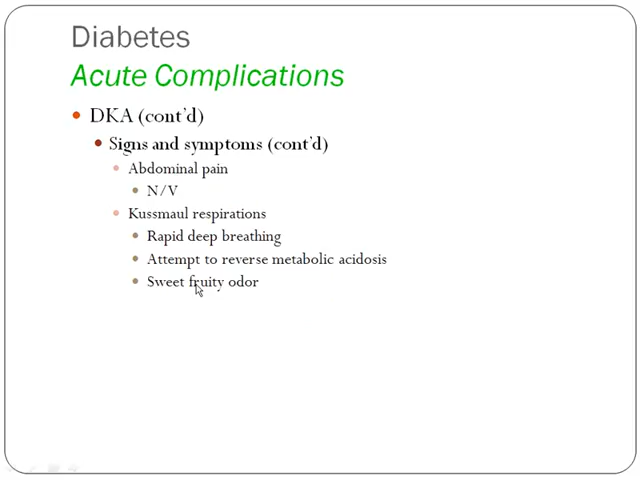 Diabetes
Acute Complications
DKA (cont'd)
Signs and symptoms (cont'd)
Abdominal pain
N/V
Kussmaul respirations
Rapid deep breathing
Attempt to reverse metabolic acidosis
Sweet fruity odor